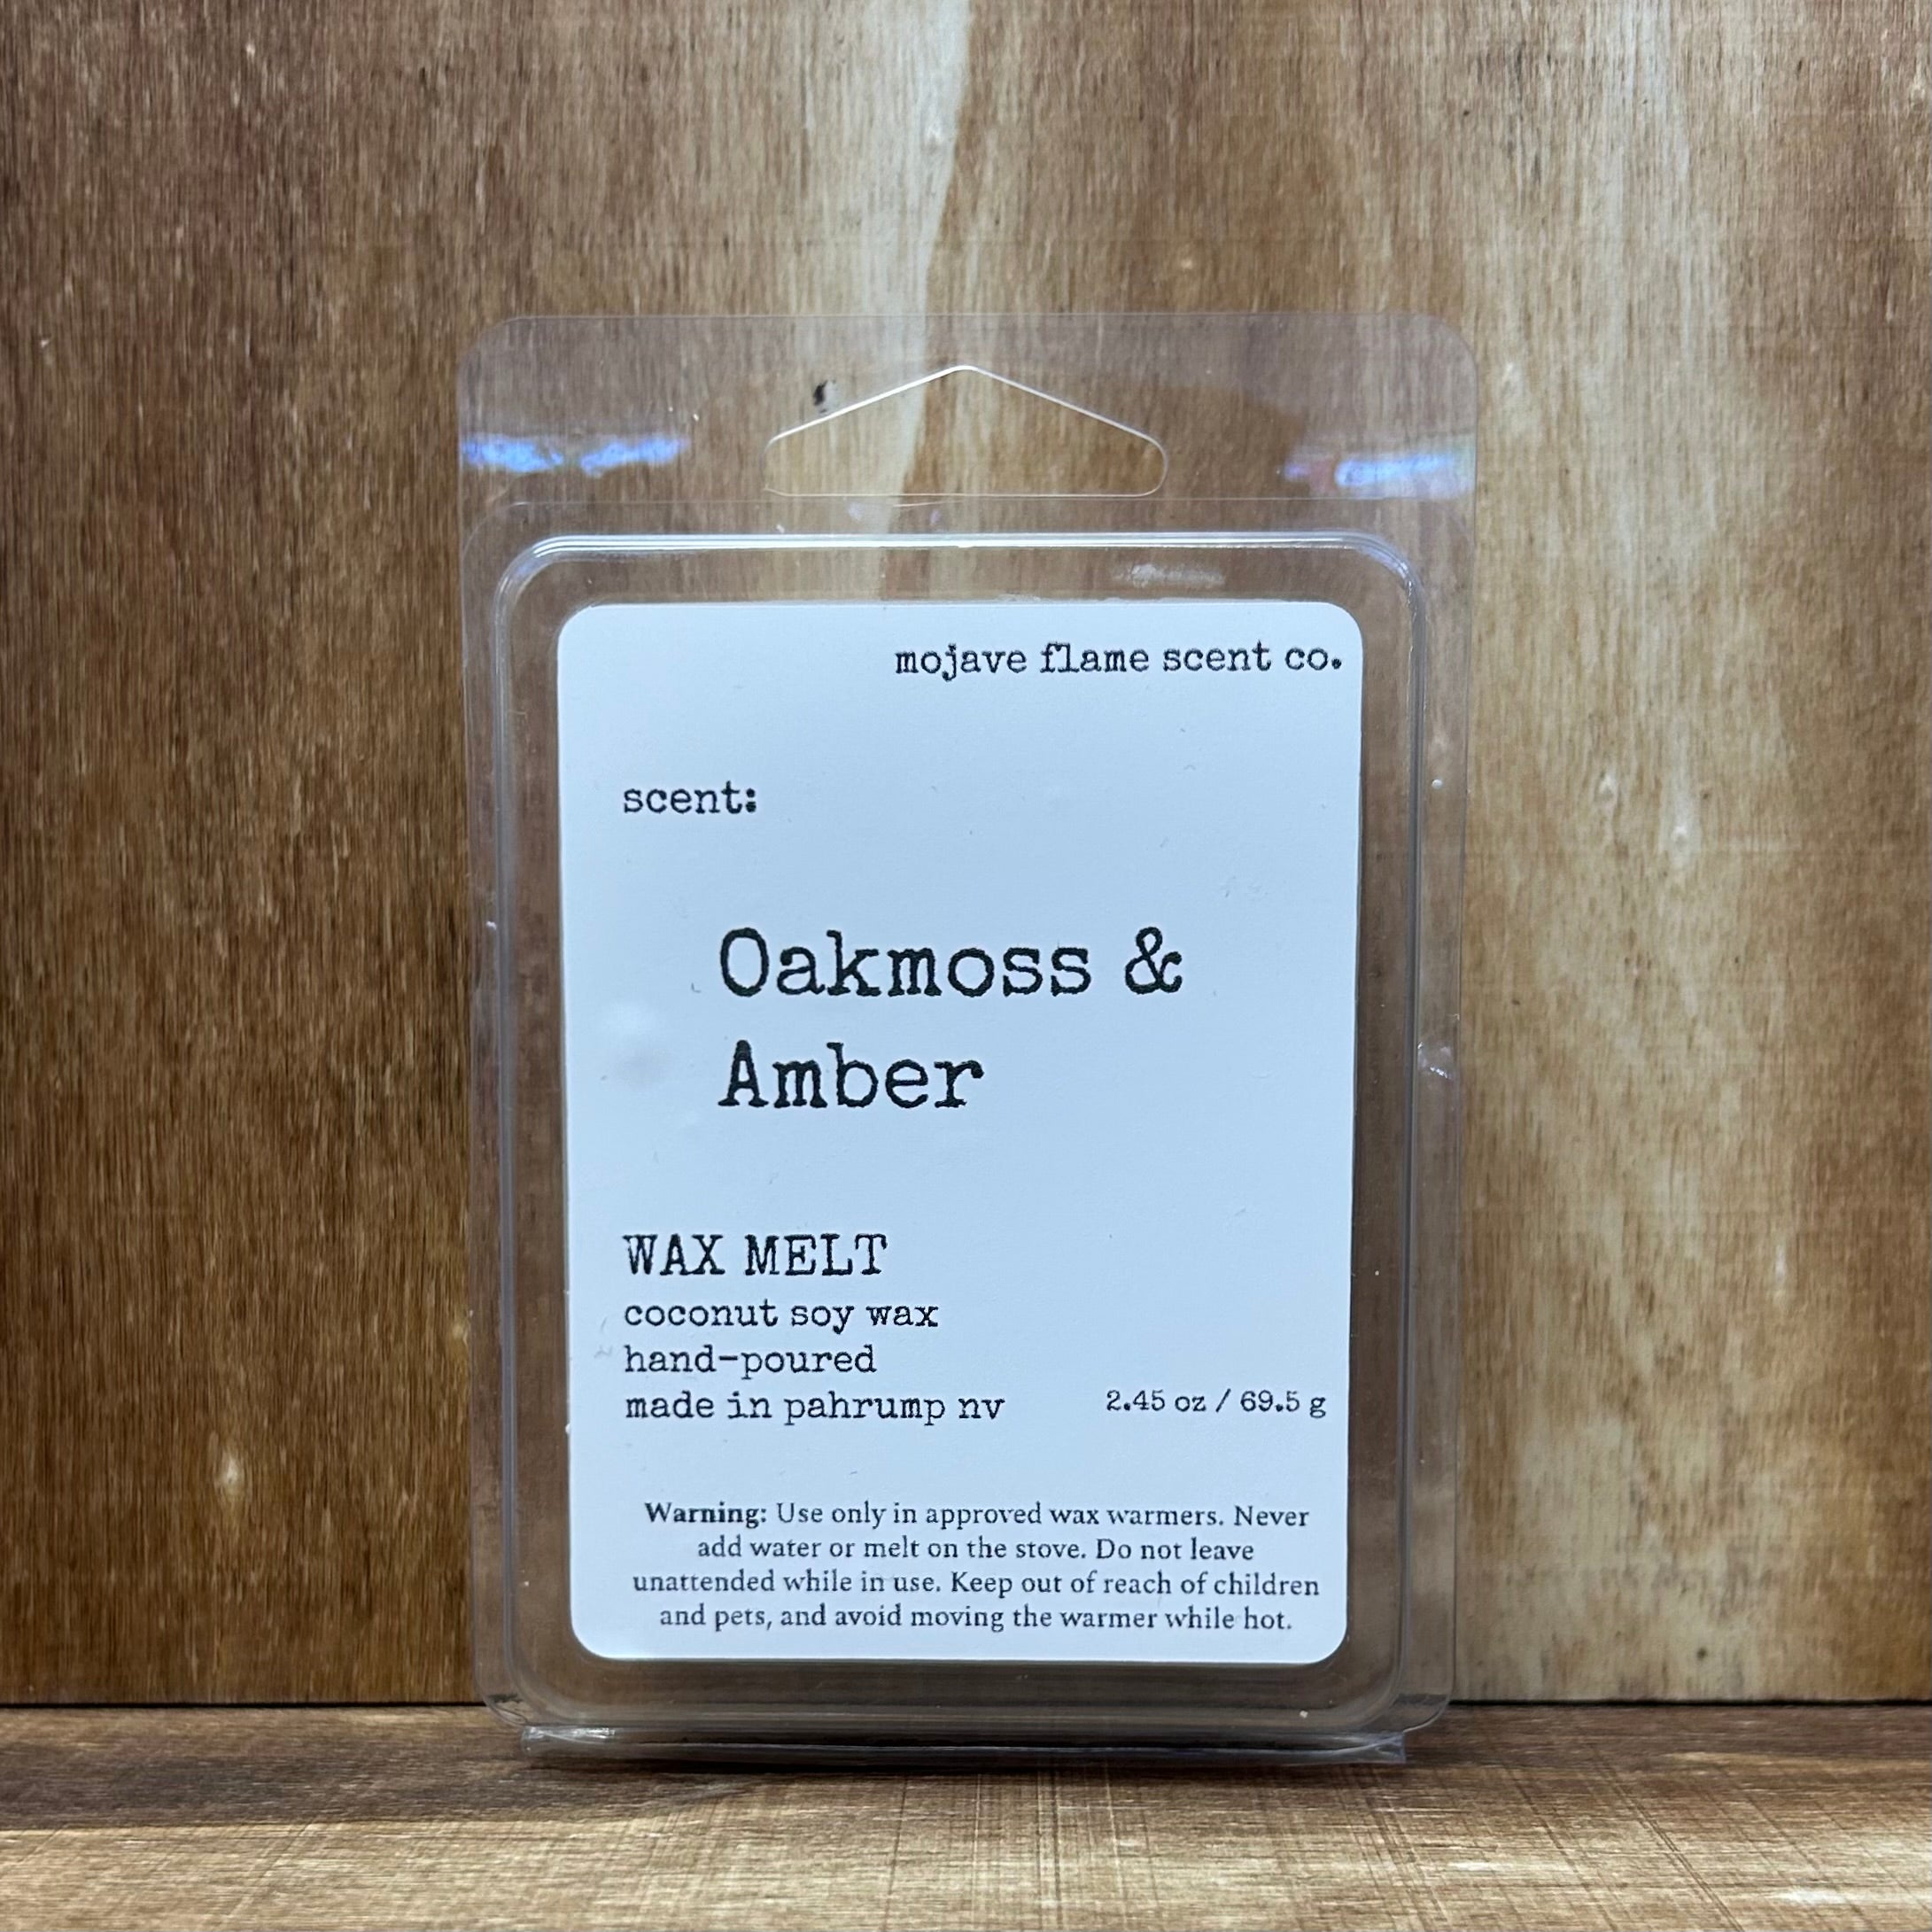 mojave flame scent co.
scent:
Oakmoss &
Amber
WAX MELT
coconut soy wax
hand-poured
made in pahrump nv
2.45 oz / 69.5 g
Warning: Use only in approved wax warmers. Never
add water or melt on the stove. Do not leave
unattended while in use. Keep out of reach of children
and pets, and avoid moving the warmer while hot.